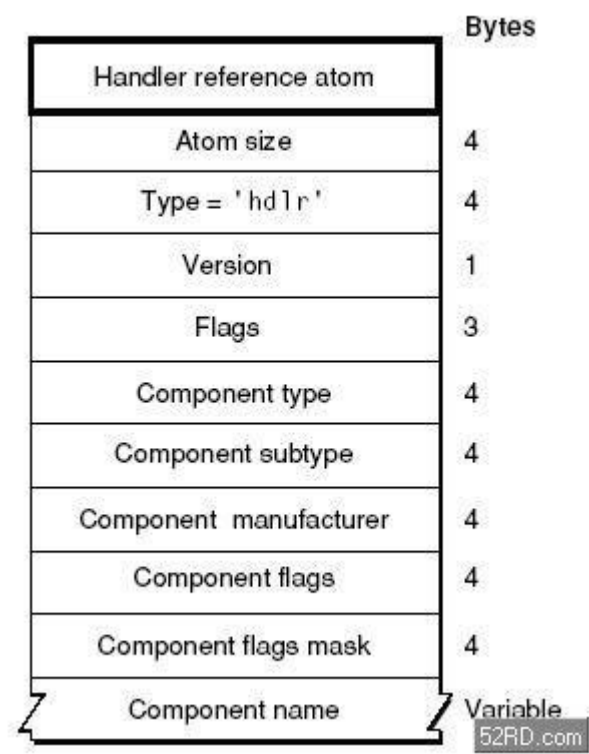 Bytes
Handler reference atom
Atom size 4
Type = 'hdlr' 4
Version 1
Flags 3
Component type 4
Component subtype 4
Component manufacturer 4
Component flags 4
Component flags mask 4
Component name Variable
52RD.com